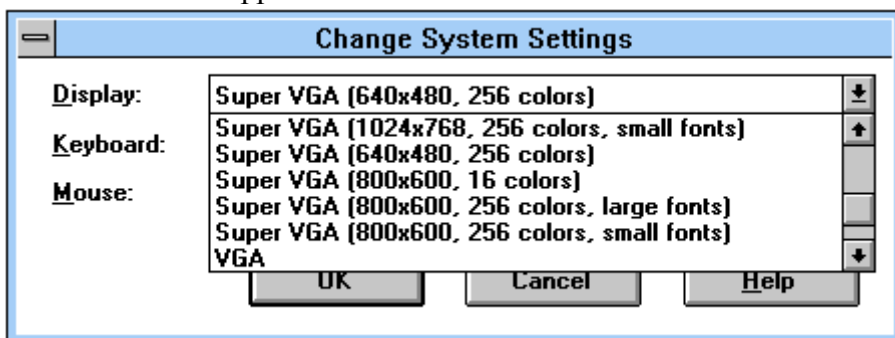 Change System Settings
Display:
Super VGA (640x480, 256 colors)
Super VGA (1024x768, 256 colors, small fonts)
Keyboard:
Super VGA (640x480, 256 colors)
Super VGA (800x600, 16 colors)
Mouse:
Super VGA (800x600, 256 colors, large fonts)
Super VGA (800x600, 256 colors, small fonts)
VGA
OK Cancel Help